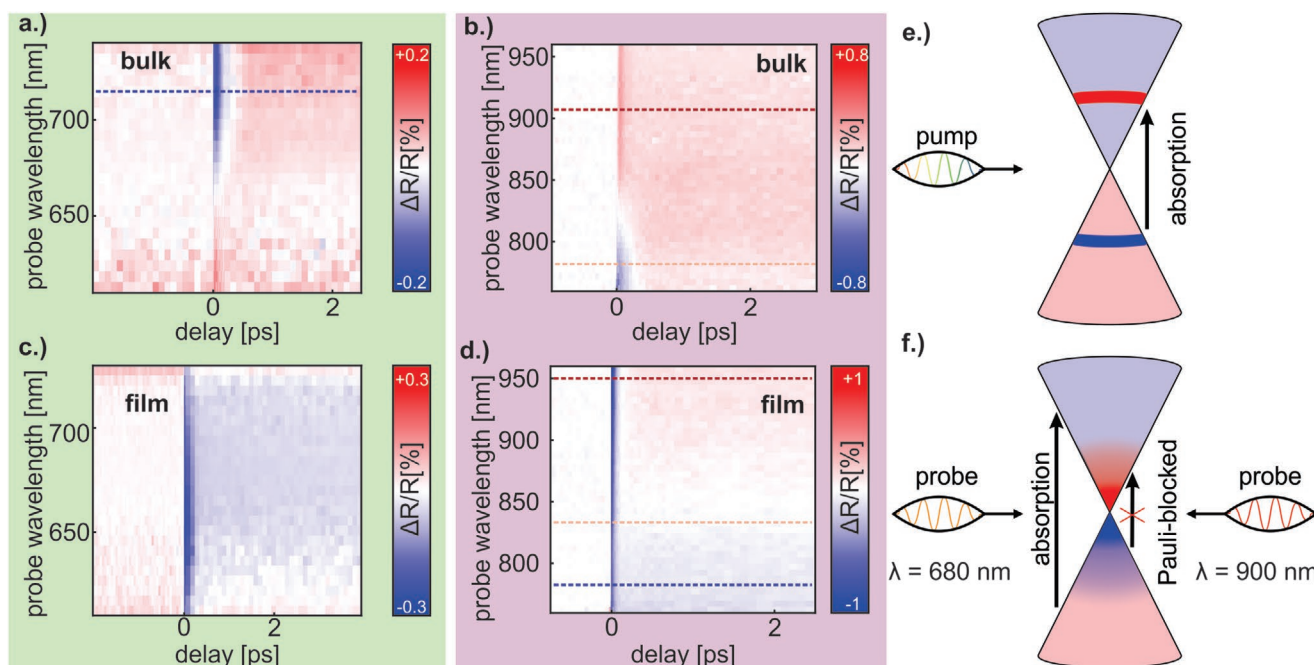 a.)
bulk
probe wavelength [nm]
700
650
0
2
delay [ps]
+0.2
ΔR/R[%]
-0.2
b.)
bulk
probe wavelength [nm]
950
900
850
800
0
2
delay [ps]
+0.8
ΔR/R[%]
-0.8
c.)
film
probe wavelength [nm]
700
650
0
2
delay [ps]
+0.3
ΔR/R[%]
-0.3
d.)
film
probe wavelength [nm]
950
900
850
800
0
2
delay [ps]
+1
ΔR/R[%]
-1
e.)
pump
absorption
f.)
probe
λ = 680 nm
absorption
Pauli-blocked
probe
λ = 900 nm